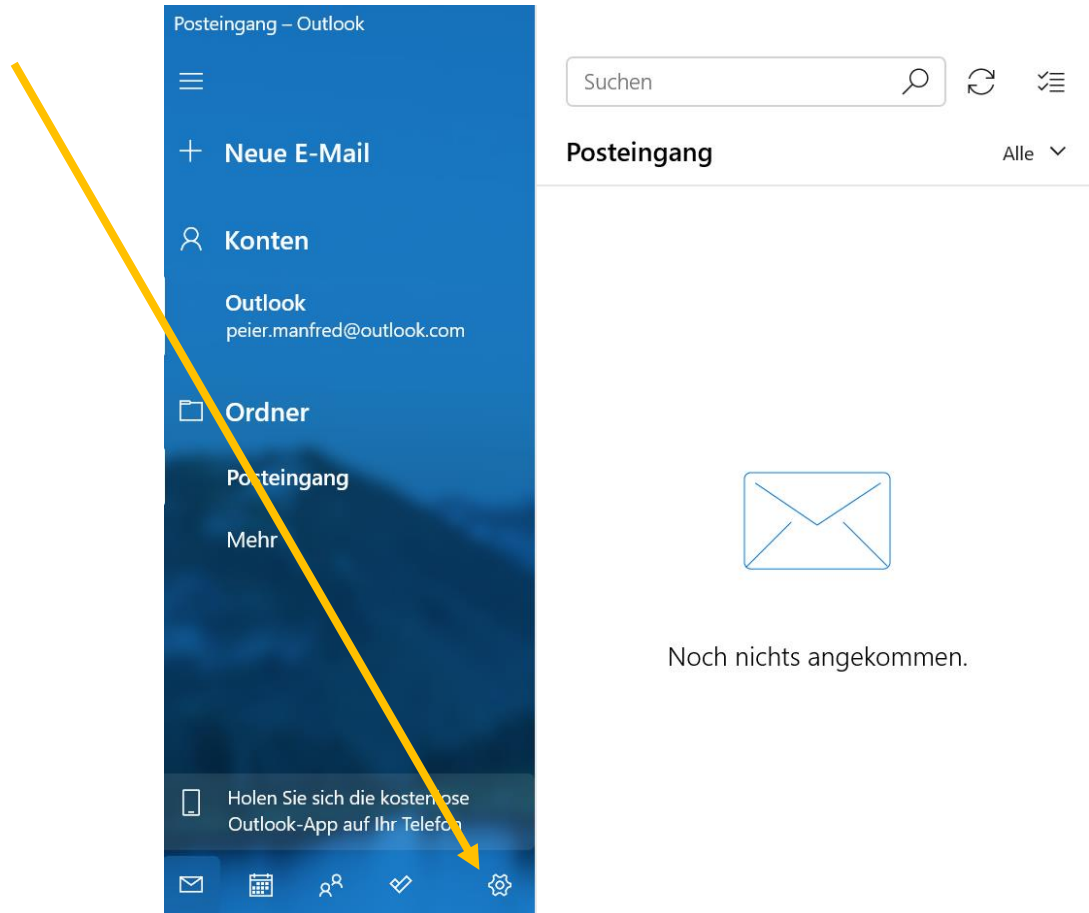 Posteingang – Outlook
Neue E-Mail
Konten
Outlook
peier.manfred@outlook.com
Ordner
Posteingang
Mehr
Holen Sie sich die kostenlose
Outlook-App auf Ihr Telefon
Suchen
Posteingang
Alle
Noch nichts angekommen.